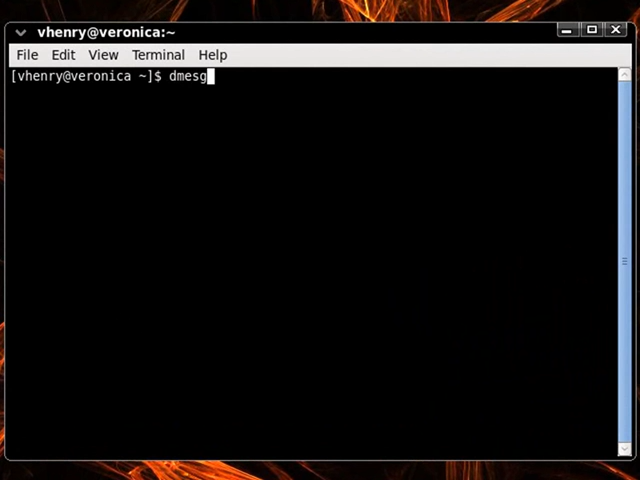 vhenry@veronica:~
File Edit View Terminal Help
[vhenry@veronica ~]$ dmesg